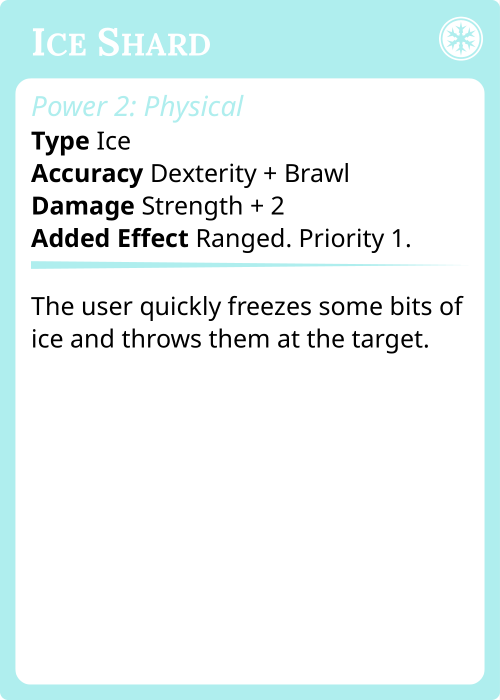 Ice Shard
Power 2: Physical
Type Ice
Accuracy Dexterity + Brawl
Damage Strength + 2
Added Effect Ranged. Priority 1.
The user quickly freezes some bits of
ice and throws them at the target.